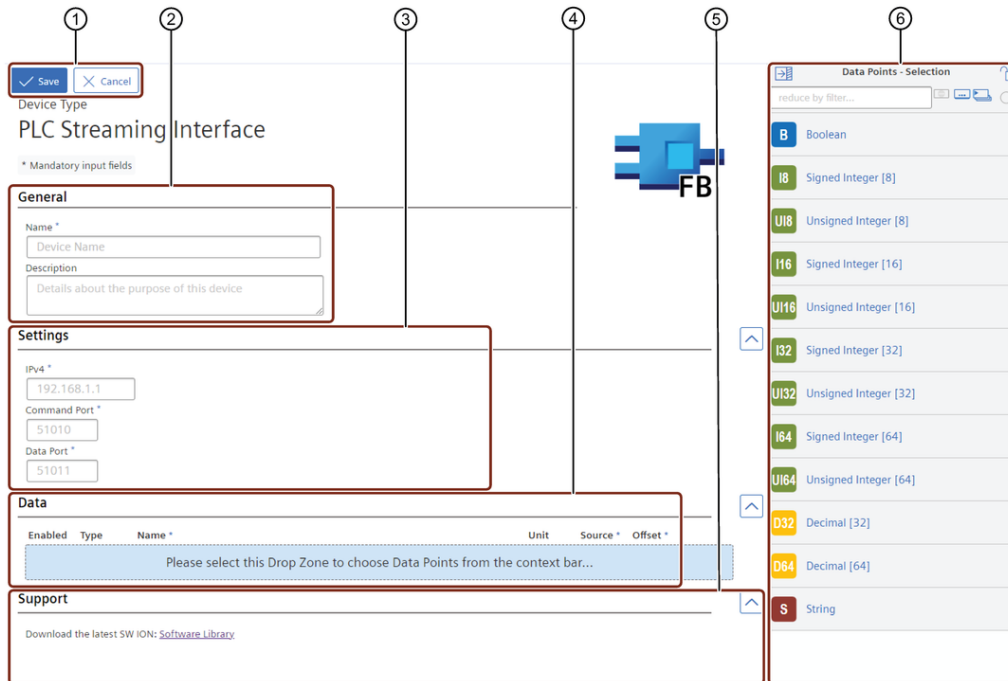 1 2 3 4 5 6
Save Cancel
Device Type
PLC Streaming Interface
* Mandatory input fields
FB
General
Name *
Device Name
Description
Details about the purpose of this device
Settings
IPv4 *
192.168.1.1
Command Port *
51010
Data Port *
51011
Data
Enabled Type Name * Unit Source * Offset *
Please select this Drop Zone to choose Data Points from the context bar...
Support
Download the latest SW ION: Software Library
Data Points - Selection
reduce by filter...
B Boolean
I8 Signed Integer [8]
UI8 Unsigned Integer [8]
I16 Signed Integer [16]
UI16 Unsigned Integer [16]
I32 Signed Integer [32]
UI32 Unsigned Integer [32]
I64 Signed Integer [64]
UI64 Unsigned Integer [64]
D32 Decimal [32]
D64 Decimal [64]
S String